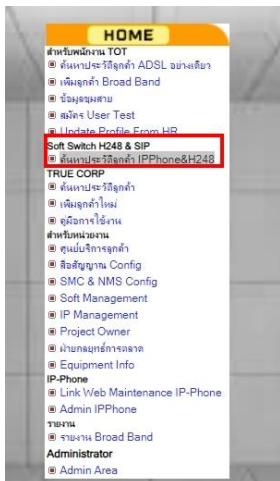 HOME
สำหรับพนักงาน TOT
ค้นหาประวัติลูกค้า ADSL อย่างเดียว
เพิ่มลูกค้า Broad Band
ข้อมูลชุมสาย
สมัคร User Test
Update Profile From HR
Soft Switch H248 & SIP
ค้นหาประวัติลูกค้า IPPhone&H248
TRUE CORP
ค้นหาประวัติลูกค้า
เพิ่มลูกค้าใหม่
คู่มือการใช้งาน
สำหรับหน่วยงาน
ศูนย์บริการลูกค้า
สื่อสัญญาณ Config
SMC & NMS Config
Soft Management
IP Management
Project Owner
ฝ่ายกลยุทธ์การตลาด
Equipment Info
IP-Phone
Link Web Maintenance IP-Phone
Admin IPPhone
รายงาน
รายงาน Broad Band
Administrator
Admin Area